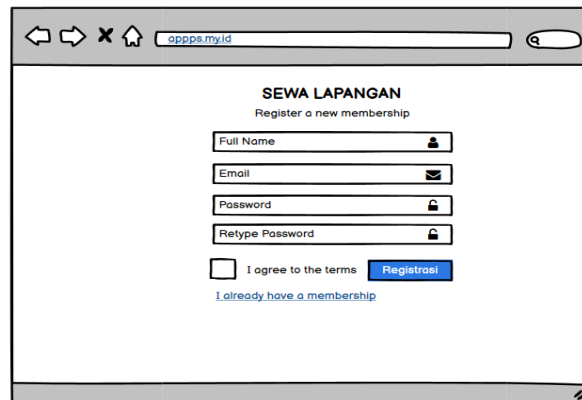 appps.my.id
SEWA LAPANGAN
Register a new membership
Full Name
Email
Password
Retype Password
I agree to the terms Registrasi
I already have a membership